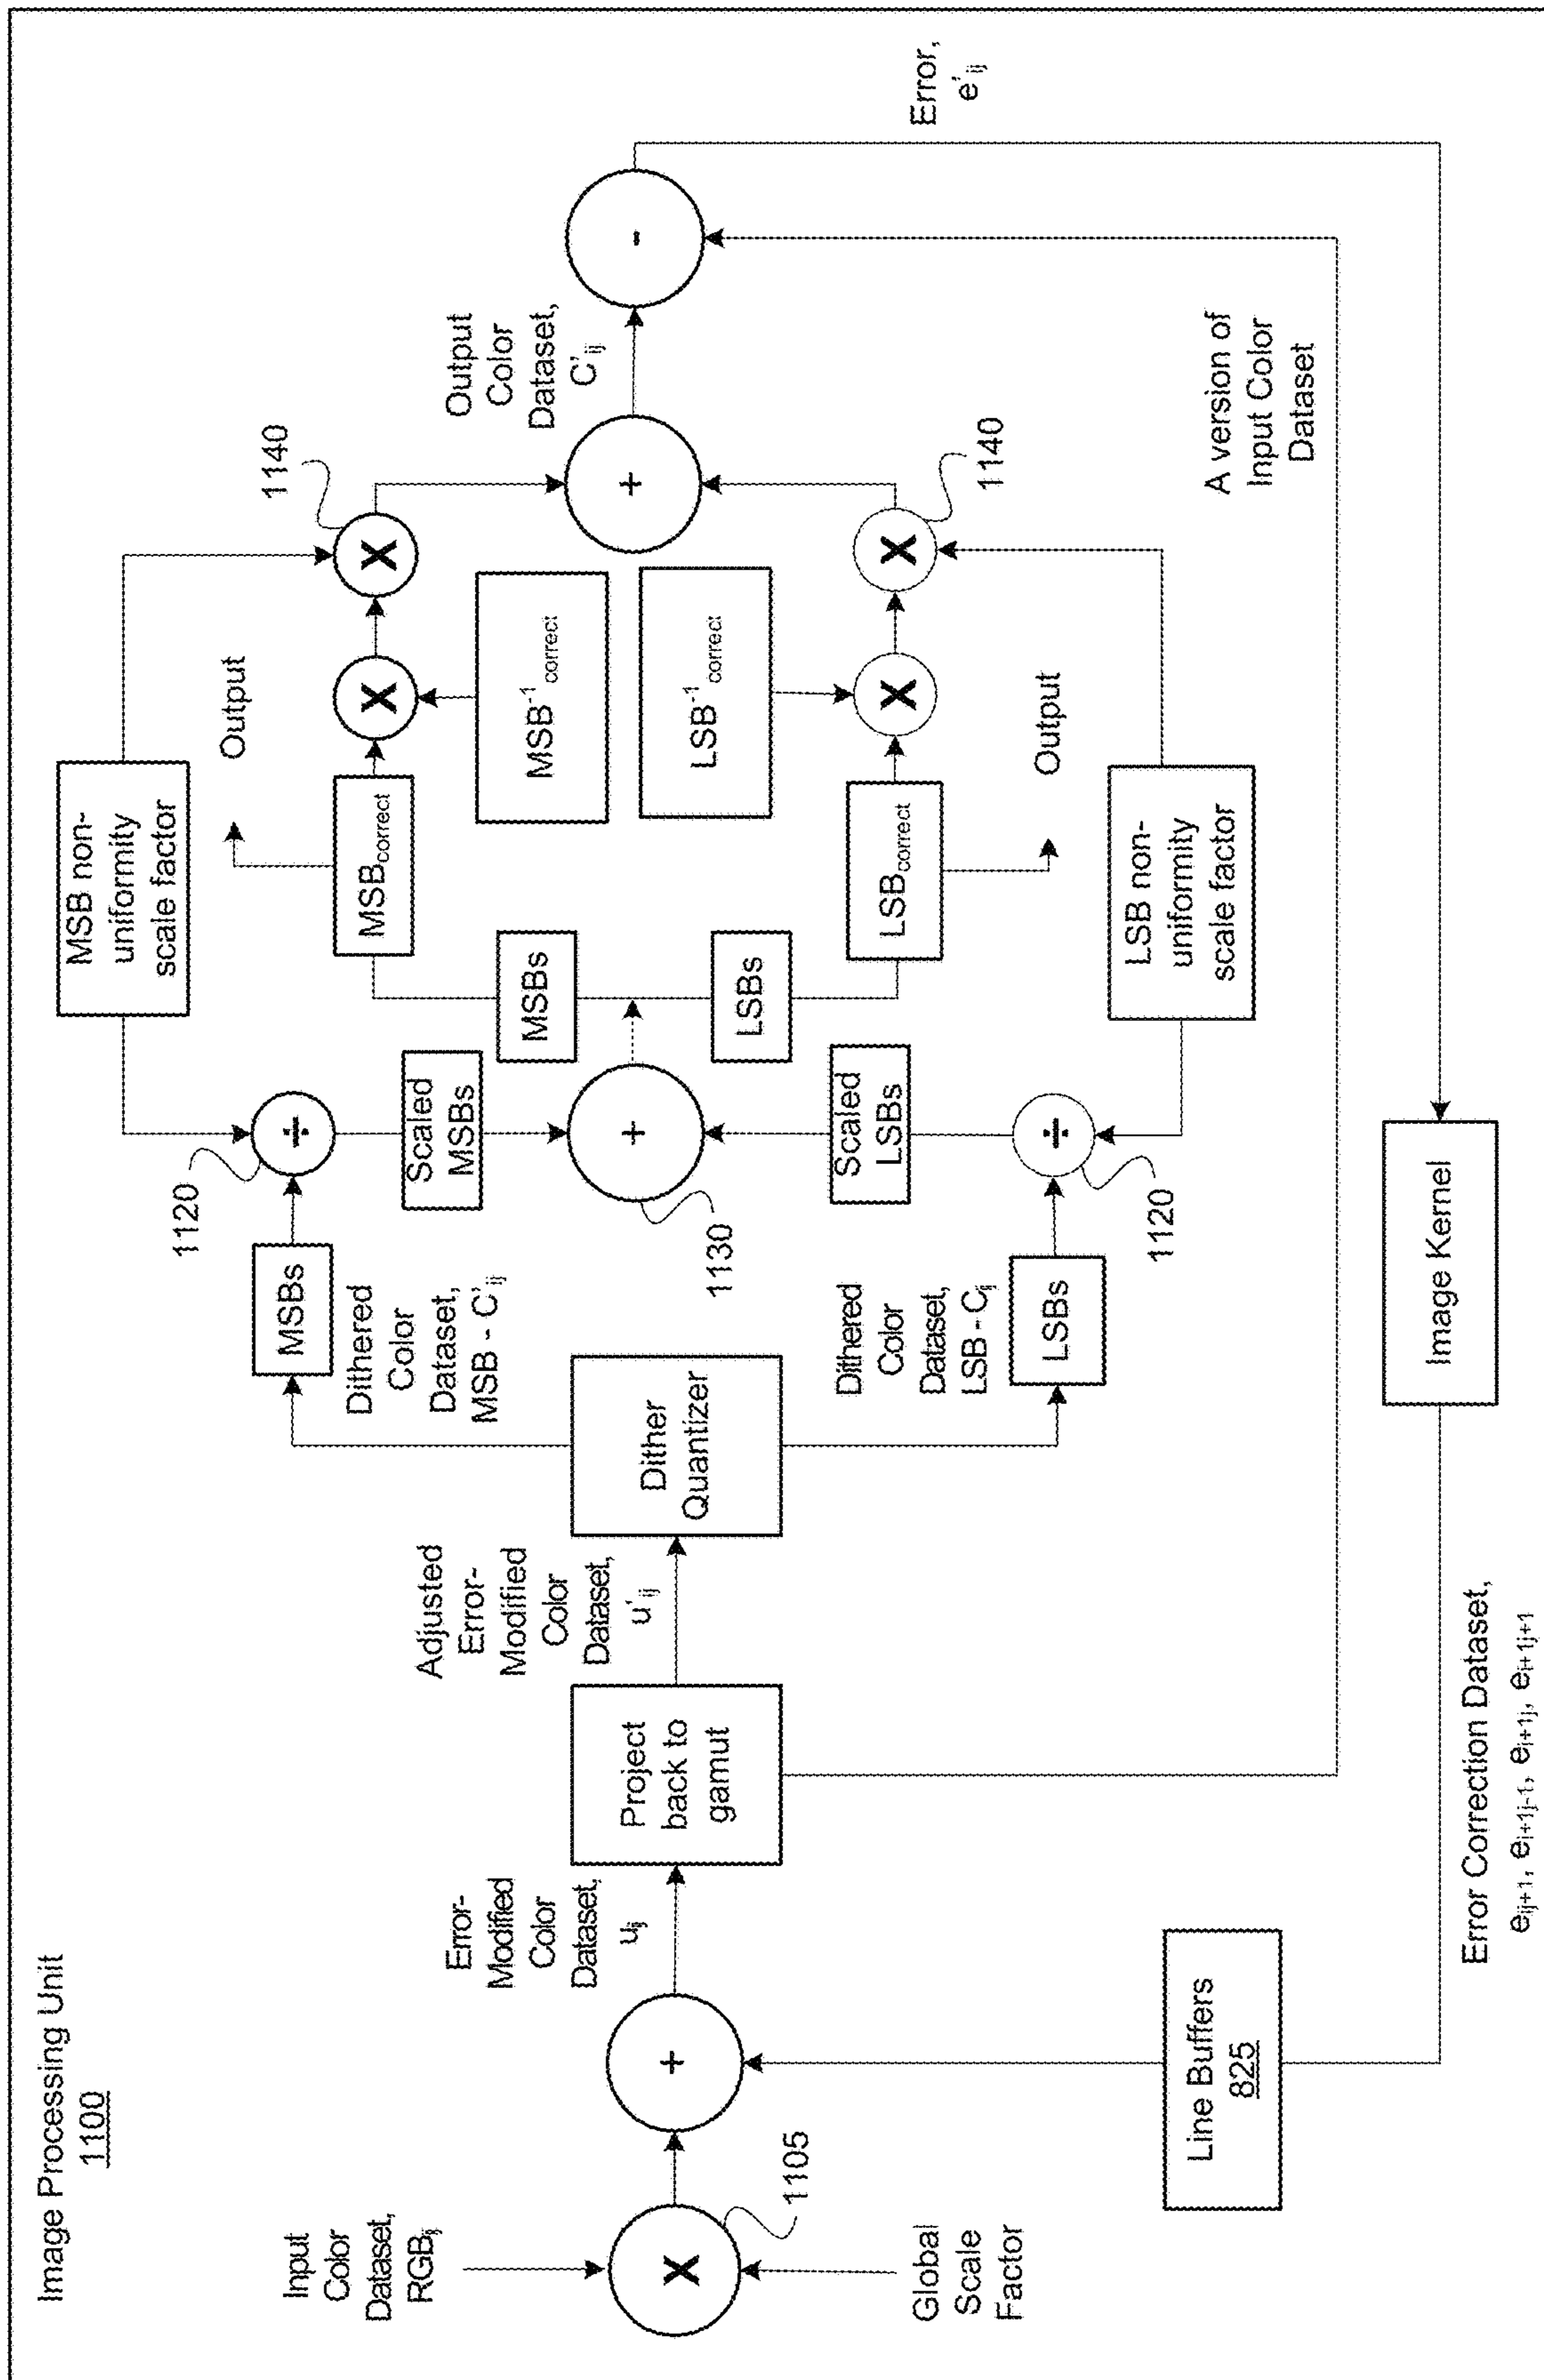 Image Processing Unit
1100
Input
Color
Dataset,
RGBij
X
1105
Global
Scale
Factor
+
Line Buffers
825
Error-
Modified
Color
Dataset,
uij
Project
back to
gamut
Adjusted
Error-
Modified
Color
Dataset,
u'ij
Dither
Quantizer
MSBs
Dithered
Color
Dataset,
MSB - C'ij
Dithered
Color
Dataset,
LSB - Cij
LSBs
1120
÷
Scaled
MSBs
+
1130
Scaled
LSBs
÷
1120
MSB non-
uniformity
scale factor
MSBs
LSBs
LSB non-
uniformity
scale factor
Output
MSBcorrect
X
X
1140
MSB-1correct
LSB-1correct
LSBcorrect
X
X
1140
Output
+
Output
Color
Dataset,
C'ij
-
A version of
Input Color
Dataset
Error,
e'ij
Image Kernel
Error Correction Dataset,
eij+1, ei+1j-1, ei+1j, ei+1j+1